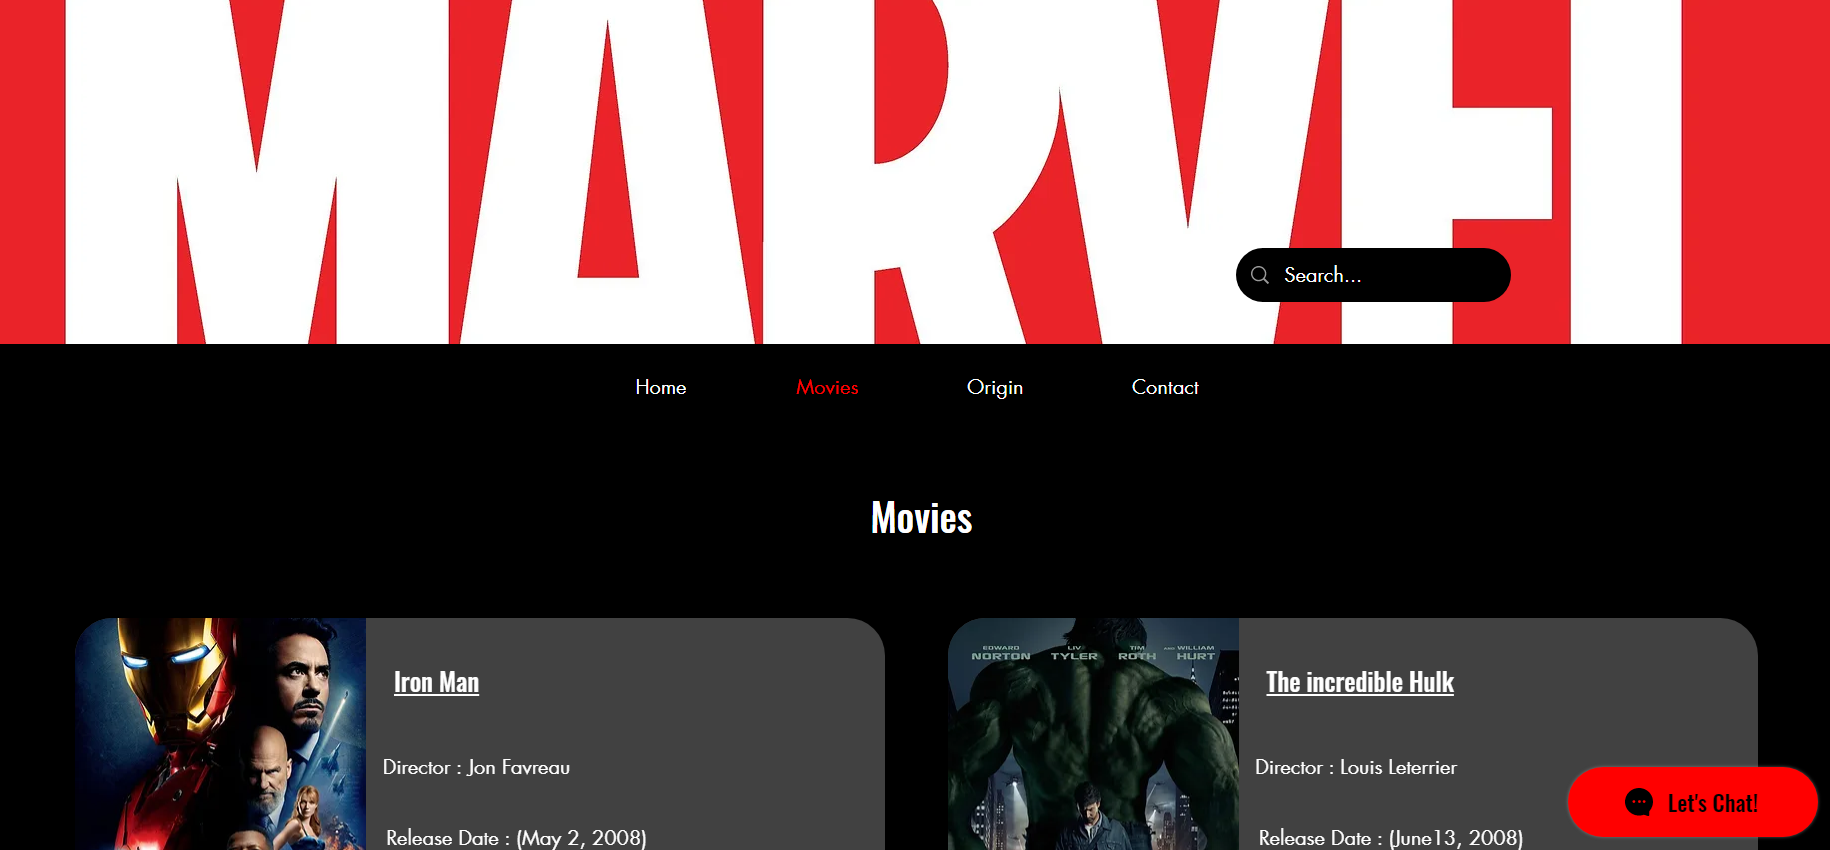 MARVEL
Search...
Home Movies Origin Contact
Movies
Iron Man
Director : Jon Favreau
Release Date : (May 2, 2008)
EDWARD NORTON LIV TYLER TIM ROTH AND WILLIAM HURT
The incredible Hulk
Director : Louis Leterrier
Release Date : (June13, 2008)
Let's Chat!